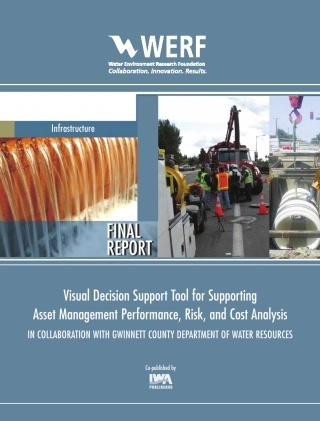 WERF
Water Environment Research Foundation
Collaboration. Innovation. Results.
Infrastructure
FINAL
REPORT
Visual Decision Support Tool for Supporting
Asset Management Performance, Risk, and Cost Analysis
IN COLLABORATION WITH GWINNETT COUNTY DEPARTMENT OF WATER RESOURCES
Co-published by
IWA
PUBLISHING